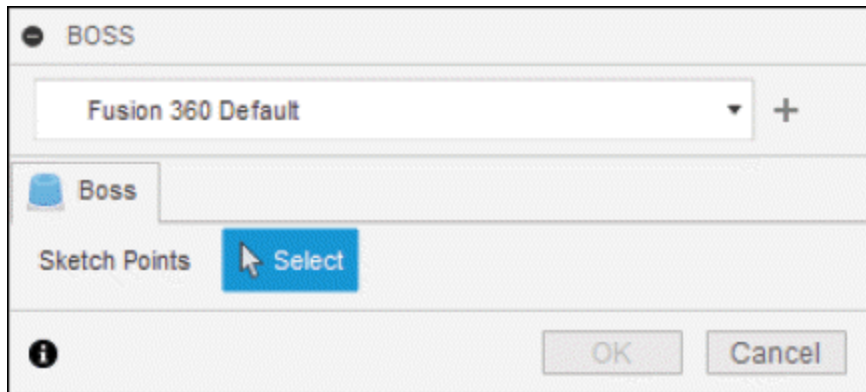 BOSS
Fusion 360 Default
Boss
Sketch Points Select
OK Cancel